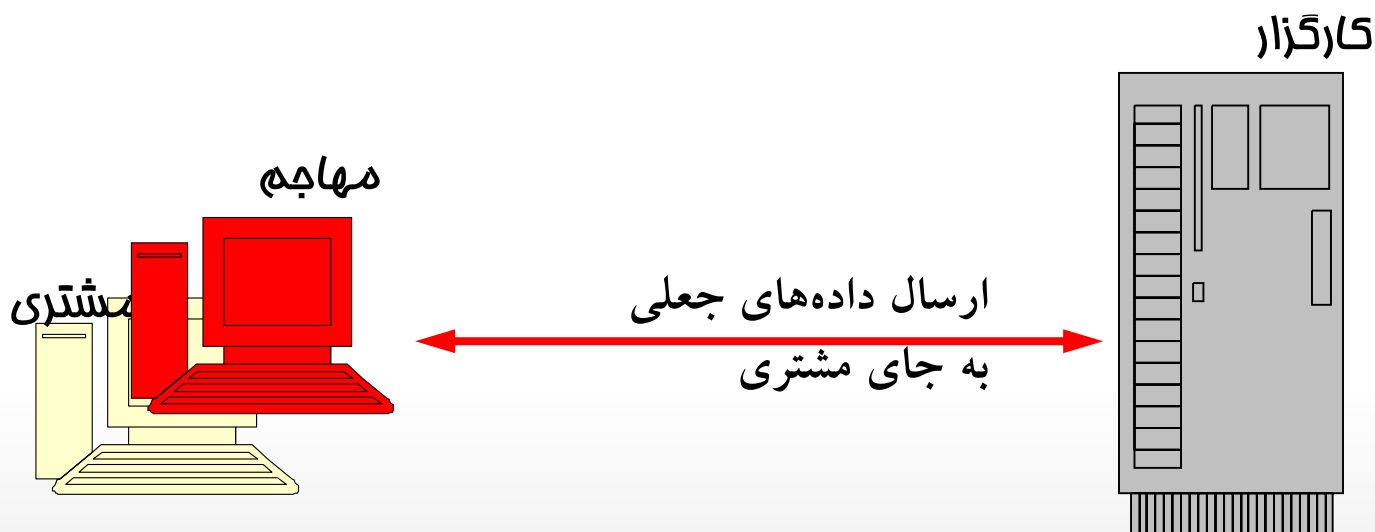 کارگزار
مهاجم
مشتری
ارسال داده‌های جعلی
به جای مشتری